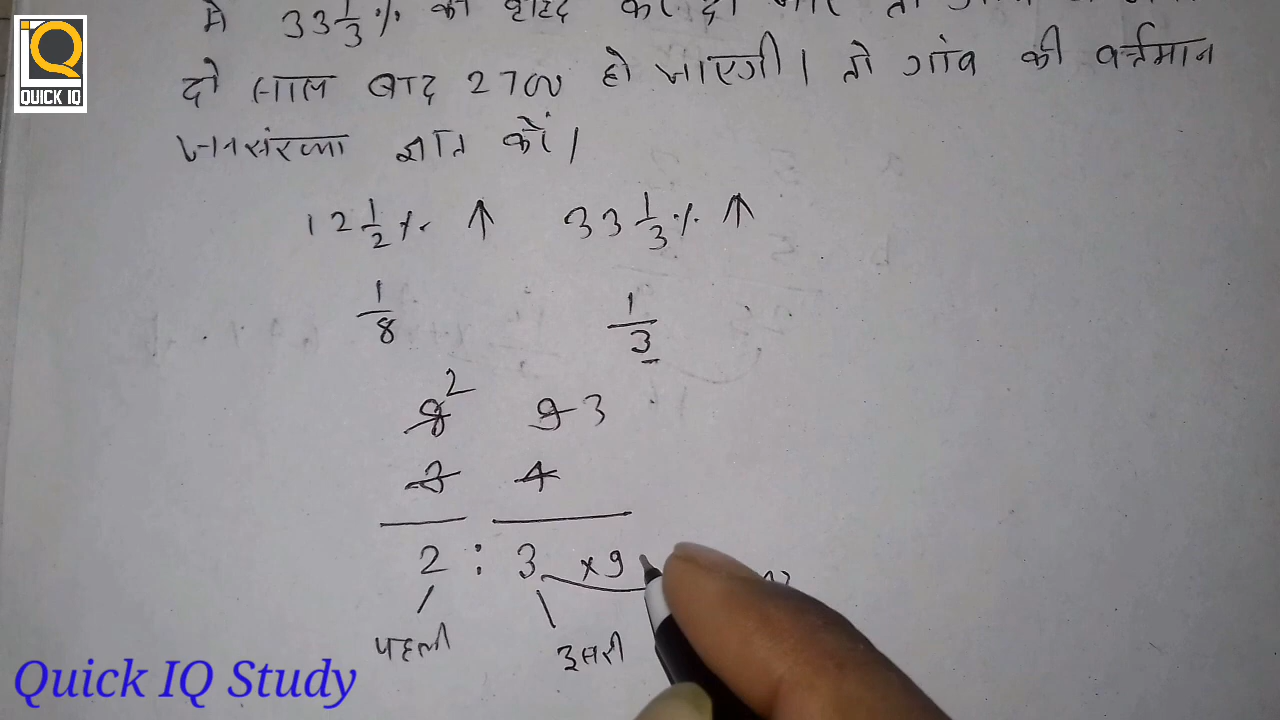 मे 33 1/3 % की
दो साल बाद 2700 हो जाएगी। तो गांव की वर्त्तमान
जनसंख्या ज्ञात करें।
12 1/2 % ↑ 33 1/3 % ↑
1/8 1/3
8 2 9 3
3 4
2 : 3 × 9
पहली दुसरी
QUICK IQ
Quick IQ Study